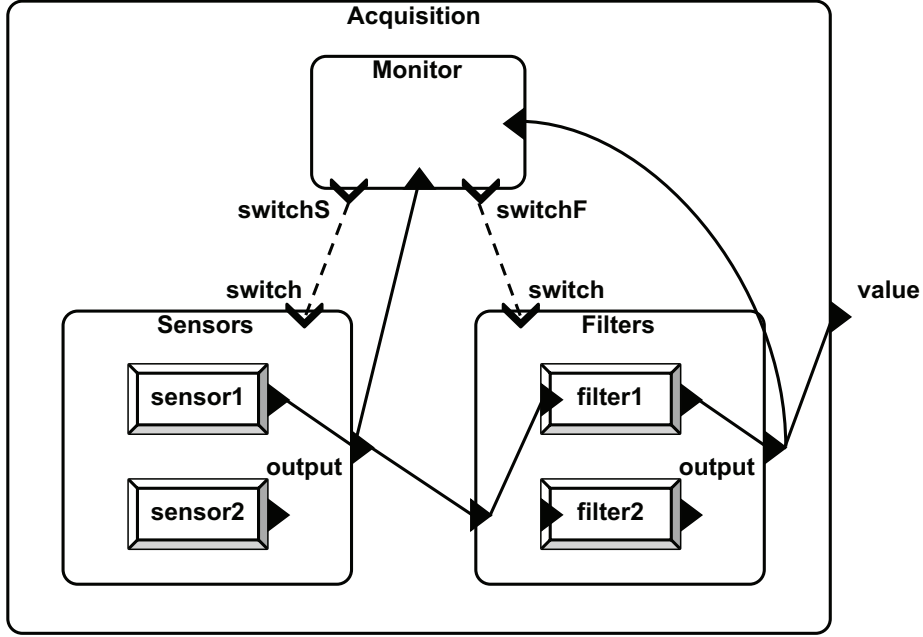 Acquisition
Monitor
switchS
switchF
switch
switch
value
Sensors
Filters
sensor1
filter1
output
output
sensor2
filter2